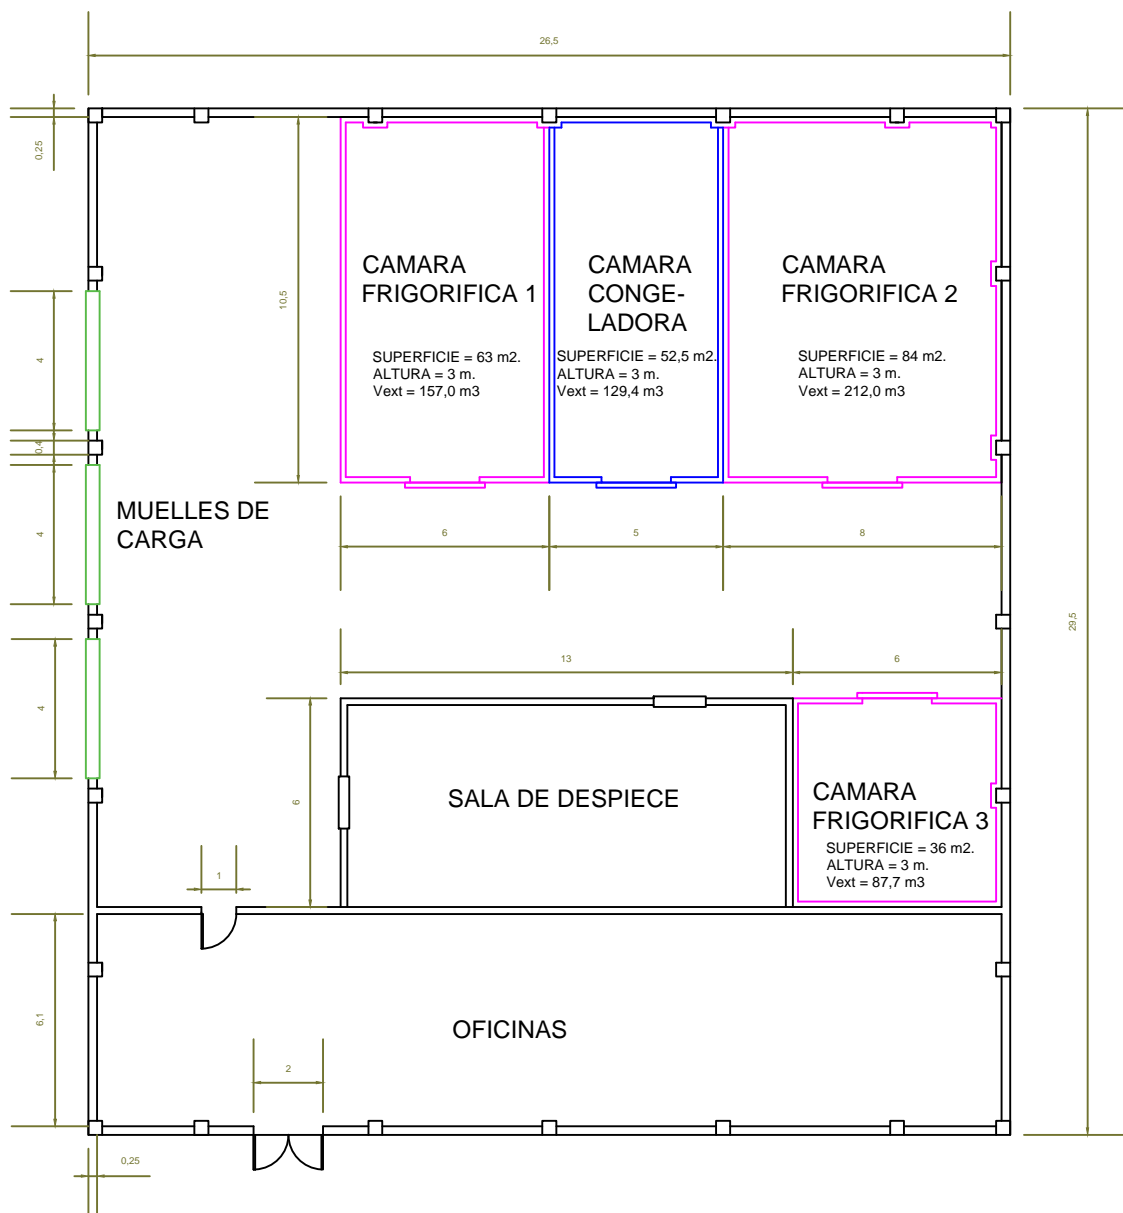 26,5
0,25
10,5
CAMARA
FRIGORIFICA 1
SUPERFICIE = 63 m2.
ALTURA = 3 m.
Vext = 157,0 m3
CAMARA
CONGE-
LADORA
SUPERFICIE = 52,5 m2.
ALTURA = 3 m.
Vext = 129,4 m3
CAMARA
FRIGORIFICA 2
SUPERFICIE = 84 m2.
ALTURA = 3 m.
Vext = 212,0 m3
4
0,4
4
MUELLES DE
CARGA
6
5
8
29,5
13
6
4
6
SALA DE DESPIECE
CAMARA
FRIGORIFICA 3
SUPERFICIE = 36 m2.
ALTURA = 3 m.
Vext = 87,7 m3
1
6,1
OFICINAS
2
0,25